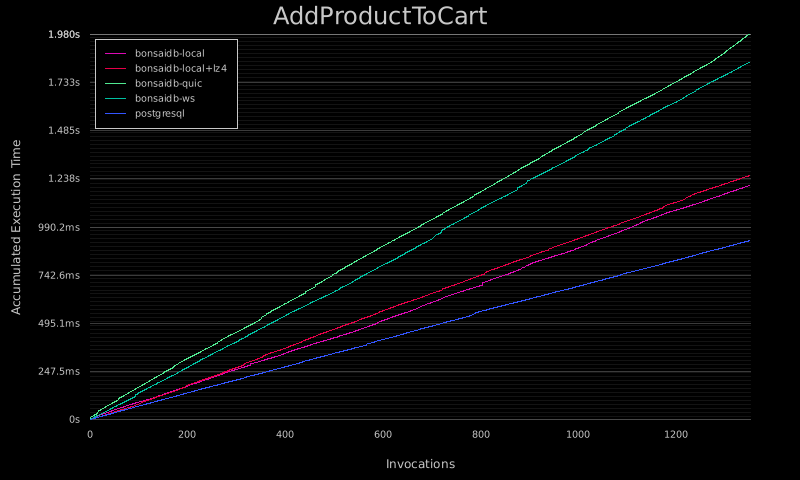 AddProductToCart
1.980s
1.733s
1.485s
1.238s
990.2ms
742.6ms
495.1ms
247.5ms
0s
Accumulated Execution Time
bonsaidb-local
bonsaidb-local+lz4
bonsaidb-quic
bonsaidb-ws
postgresql
0 200 400 600 800 1000 1200
Invocations